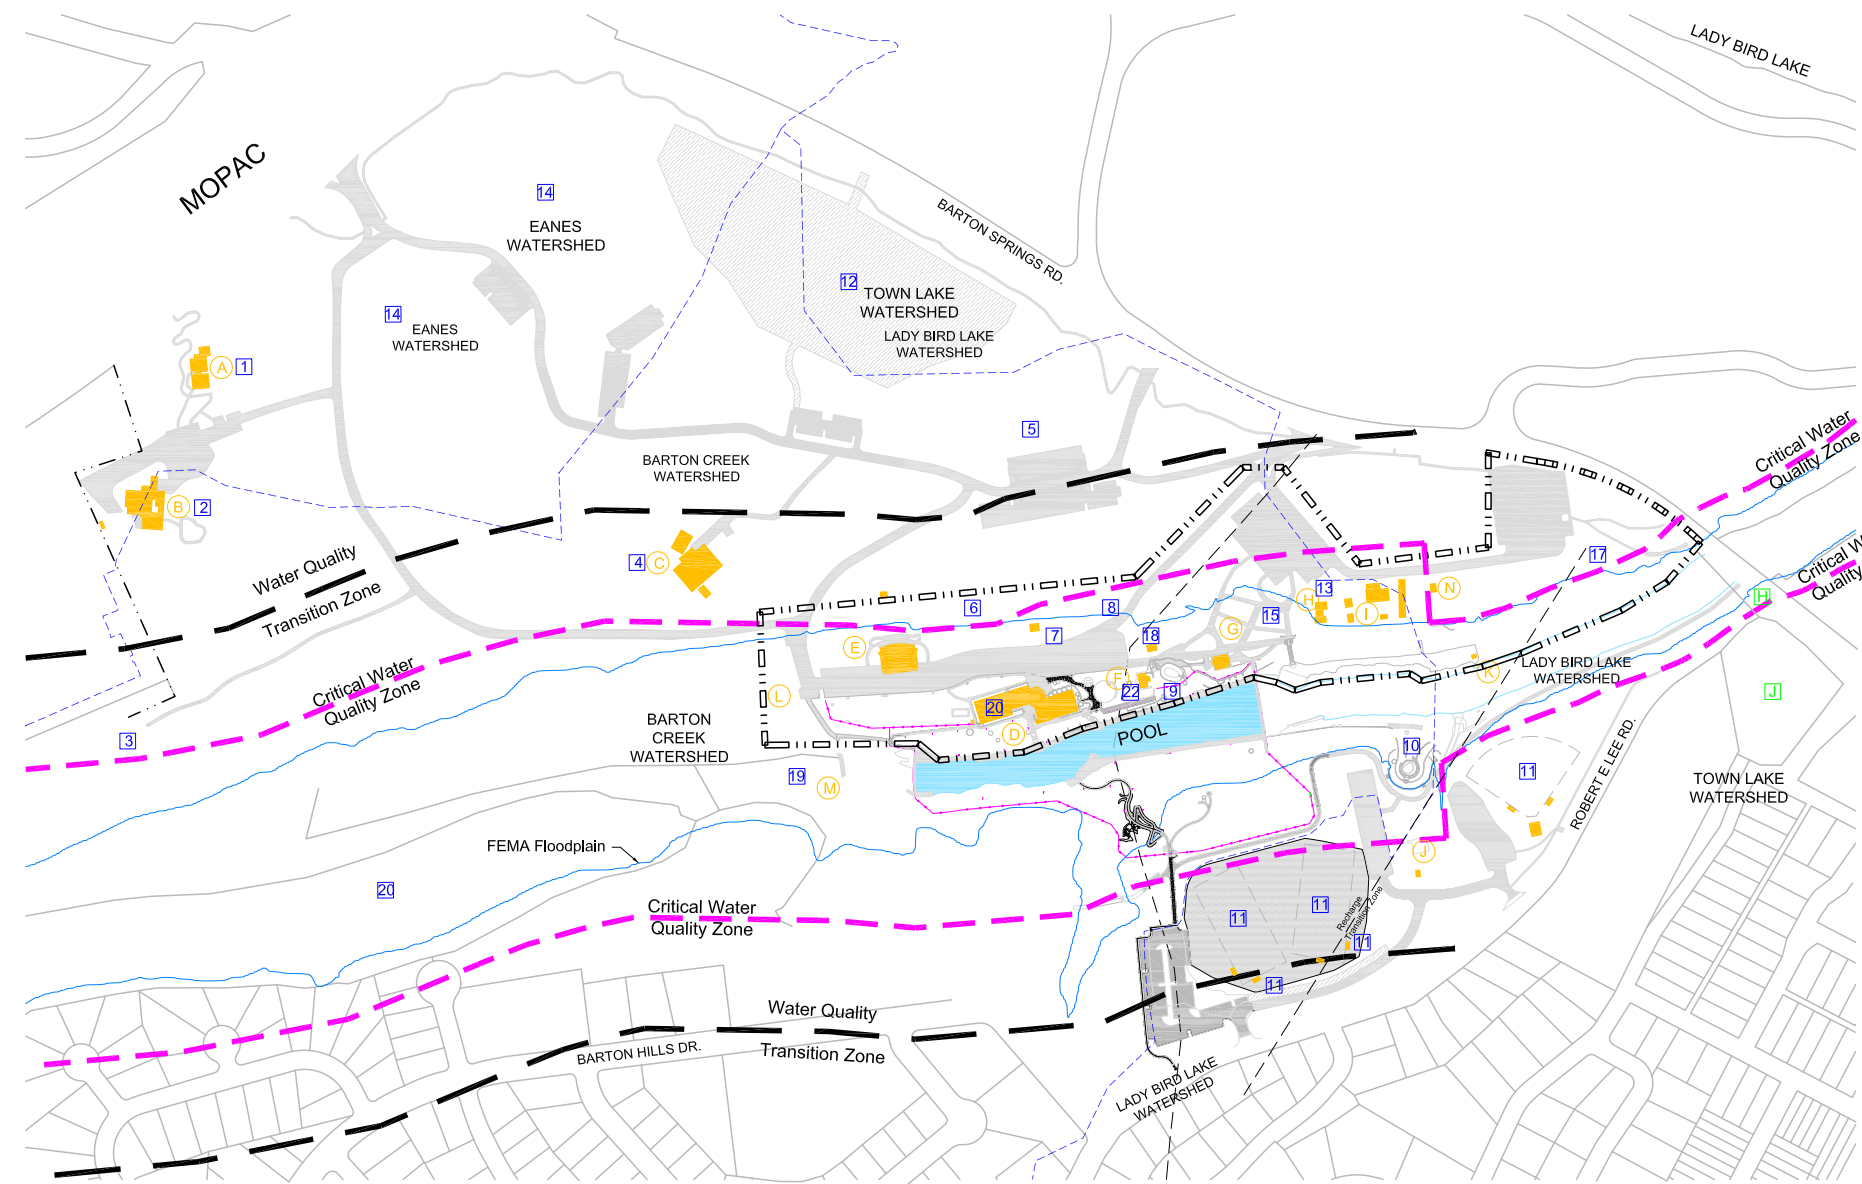 LADY BIRD LAKE
MOPAC
14
EANES
WATERSHED
BARTON SPRINGS RD.
12
TOWN LAKE
WATERSHED
LADY BIRD LAKE
WATERSHED
14
EANES
WATERSHED
A
1
5
BARTON CREEK
WATERSHED
Critical Water
Quality Zone
B
2
4
C
Water Quality
Transition Zone
17
Critical W
Quality
H
13
H
I
N
6
8
7
18
15
G
E
F
22
9
20
D
L
K
LADY BIRD LAKE
WATERSHED
J
Critical Water
Quality Zone
3
BARTON
CREEK
WATERSHED
POOL
10
11
ROBERT E LEE RD.
TOWN LAKE
WATERSHED
19
M
FEMA Floodplain
J
20
Critical Water
Quality Zone
11
11
Recharge
Transition Zone
11
11
Water Quality
Transition Zone
BARTON HILLS DR.
LADY BIRD LAKE
WATERSHED